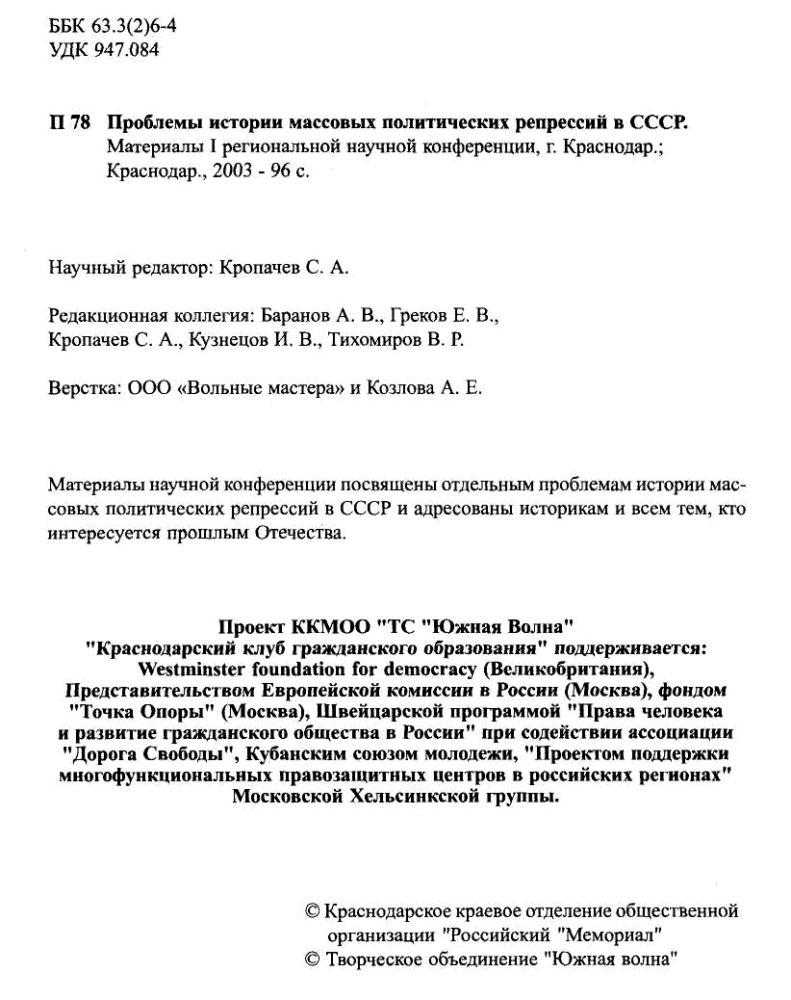 ББК 63.3(2)6-4
УДК 947.084
П 78 Проблемы истории массовых политических репрессий в СССР.
Материалы I региональной научной конференции, г. Краснодар.;
Краснодар., 2003 - 96 с.
Научный редактор: Кропачев С. А.
Редакционная коллегия: Баранов А. В., Греков Е. В.,
Кропачев С. А., Кузнецов И. В., Тихомиров В. Р.
Верстка: ООО «Вольные мастера» и Козлова А. Е.
Материалы научной конференции посвящены отдельным проблемам истории мас-
совых политических репрессий в СССР и адресованы историкам и всем тем, кто
интересуется прошлым Отечества.
Проект ККМОО "ТС "Южная Волна"
"Краснодарский клуб гражданского образования" поддерживается:
Westminster foundation for democracy (Великобритания),
Представительством Европейской комиссии в России (Москва), фондом
"Точка Опоры" (Москва), Швейцарской программой "Права человека
и развитие гражданского общества в России" при содействии ассоциации
"Дорога Свободы", Кубанским союзом молодежи, "Проектом поддержки
многофункциональных правозащитных центров в российских регионах"
Московской Хельсинкской группы.
© Краснодарское краевое отделение общественной
организации "Российский "Мемориал"
© Творческое объединение "Южная волна"